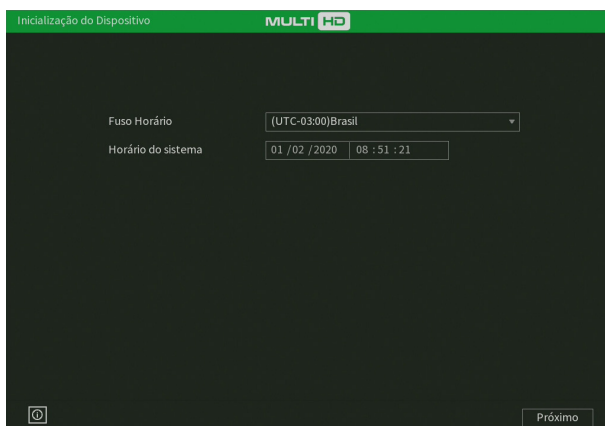 Inicialização do Dispositivo MULTI HD
Fuso Horário (UTC-03:00)Brasil
Horário do sistema 01 /02 /2020 08 : 51 : 21
Próximo